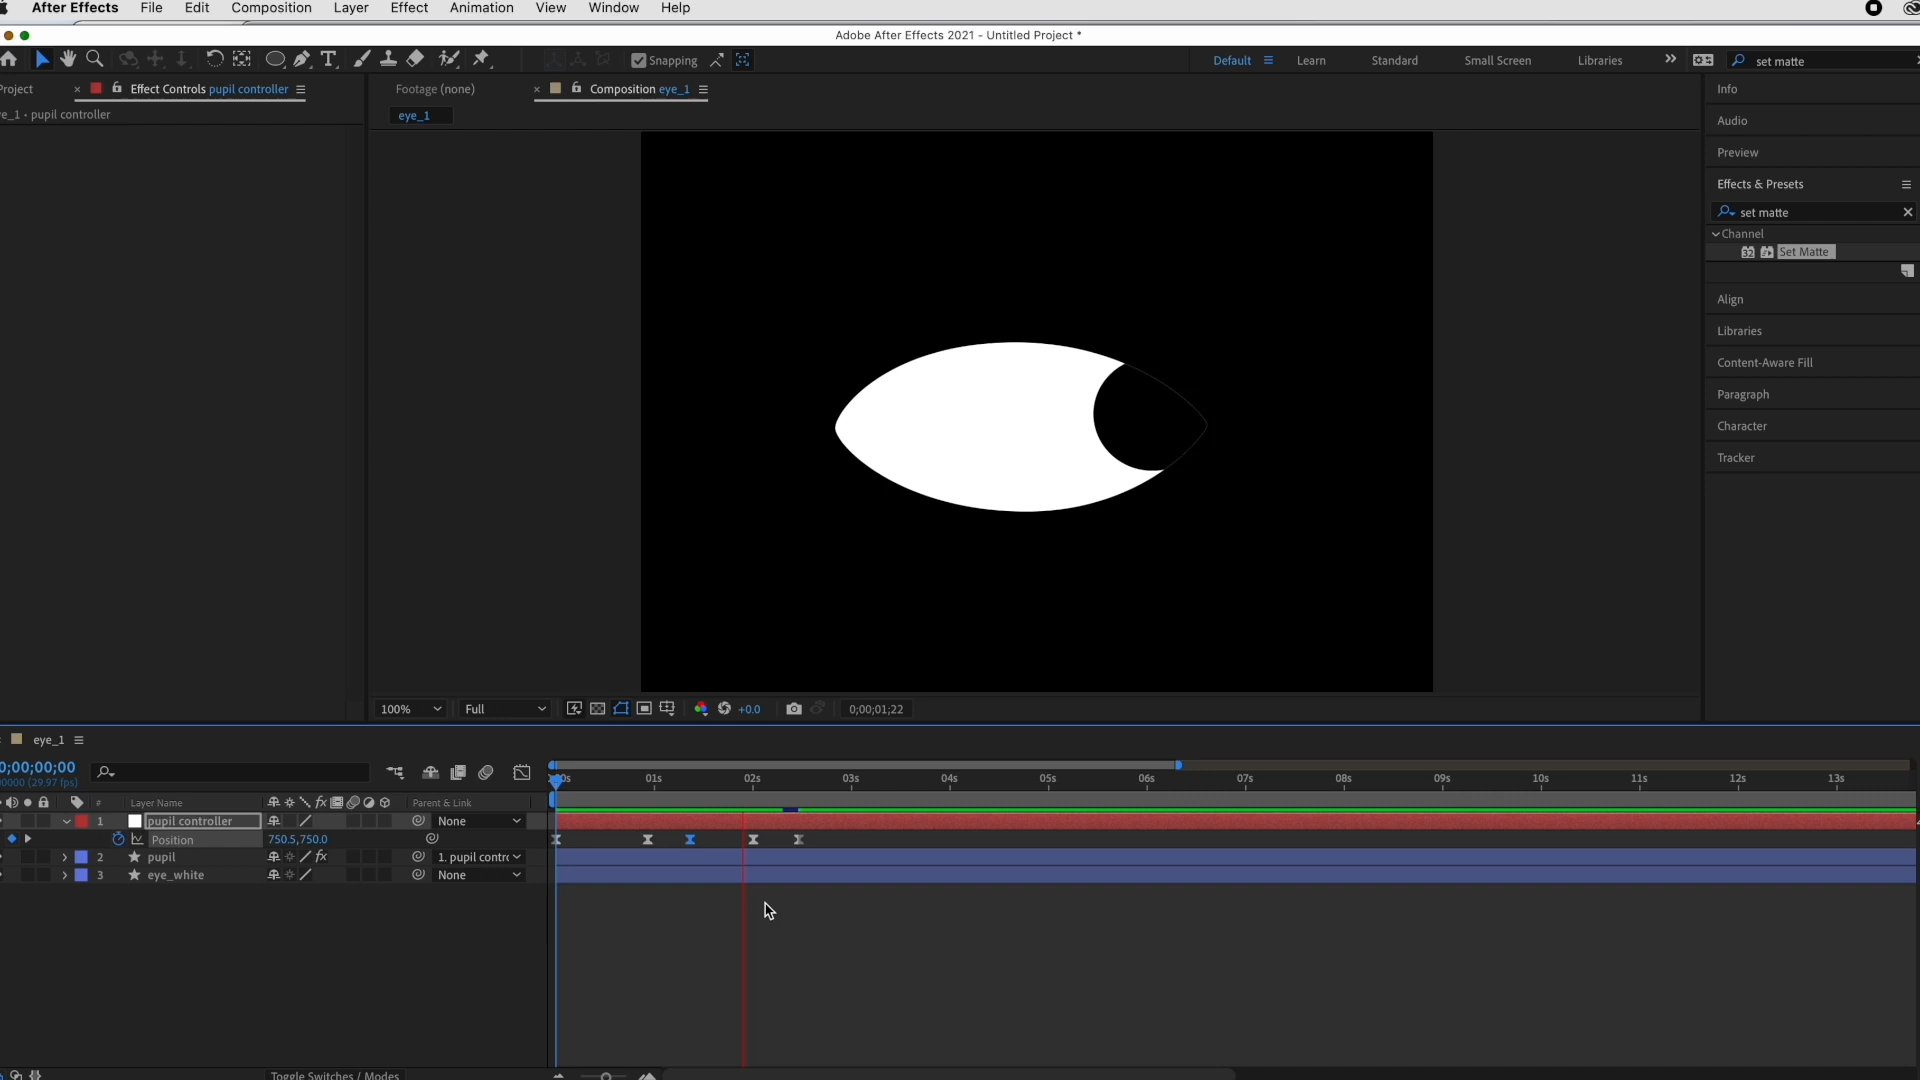 After Effects File Edit Composition Layer Effect Animation View Window Help
Adobe After Effects 2021 - Untitled Project *
Snapping
Default Learn Standard Small Screen Libraries
set matte
Effect Controls pupil controller
Footage (none)
Composition eye_1
pupil controller
eye_1
Info
Audio
Preview
Effects & Presets
set matte
Channel
32
Set Matte
Align
Libraries
Content-Aware Fill
Paragraph
Character
Tracker
100%
Full
+0.0
0;00;01;22
eye_1
0;00;00;00
(29.97 fps)
01s 02s 03s 04s 05s 06s 07s 08s 09s 10s 11s 12s 13s
# Layer Name fx Parent & Link
1 pupil controller None
Position 750.5,750.0
2 pupil fx 1. pupil contr
3 eye_white None
Toggle Switches / Modes